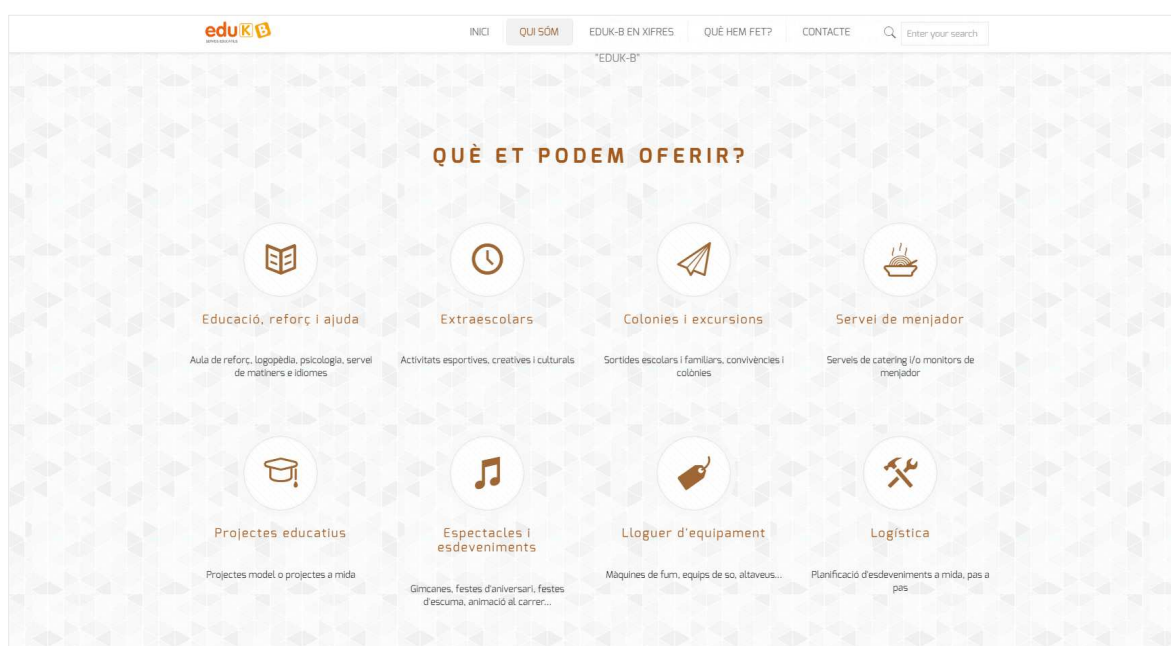 eduKB
INICI
QUI SÓM
EDUK-B EN XIFRES
QUÈ HEM FET?
CONTACTE
Enter your search
"EDUK-B"
QUÈ ET PODEM OFERIR?
Educació, reforç i ajuda
Aula de reforç, logopèdia, psicologia, servei
de matiners e idiomes
Extraescolars
Activitats esportives, creatives i culturals
Colonies i excursions
Sortides escolars i familiars, convivències i
colònies
Servei de menjador
Serveis de catering i/o monitors de
menjador
Projectes educatius
Projectes model o projectes a mida
Espectacles i
esdeveniments
Gimcanes, festes d'aniversari, festes
d'escuma, animació al carrer...
Lloguer d'equipament
Màquines de fum, equips de so, altaveus...
Logística
Planificació d'esdeveniments a mida, pas a
pas